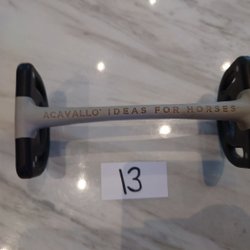 ACAVALLO® IDEAS FOR HORSES
13